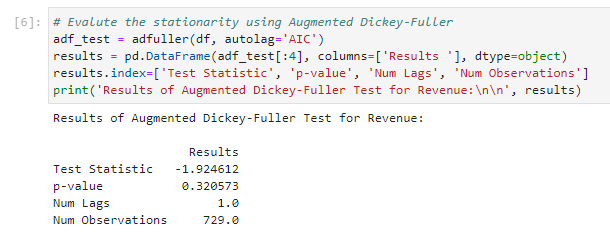 [6]: # Evaluate the stationarity using Augmented Dickey-Fuller
adf_test = adfuller(df, autolag='AIC')
results = pd.DataFrame(adf_test[:4], columns=['Results '], dtype=object)
results.index=['Test Statistic', 'p-value', 'Num Lags', 'Num Observations']
print('Results of Augmented Dickey-Fuller Test for Revenue:\n\n', results)
Results of Augmented Dickey-Fuller Test for Revenue:
Results
Test Statistic -1.924612
p-value 0.320573
Num Lags 1.0
Num Observations 729.0